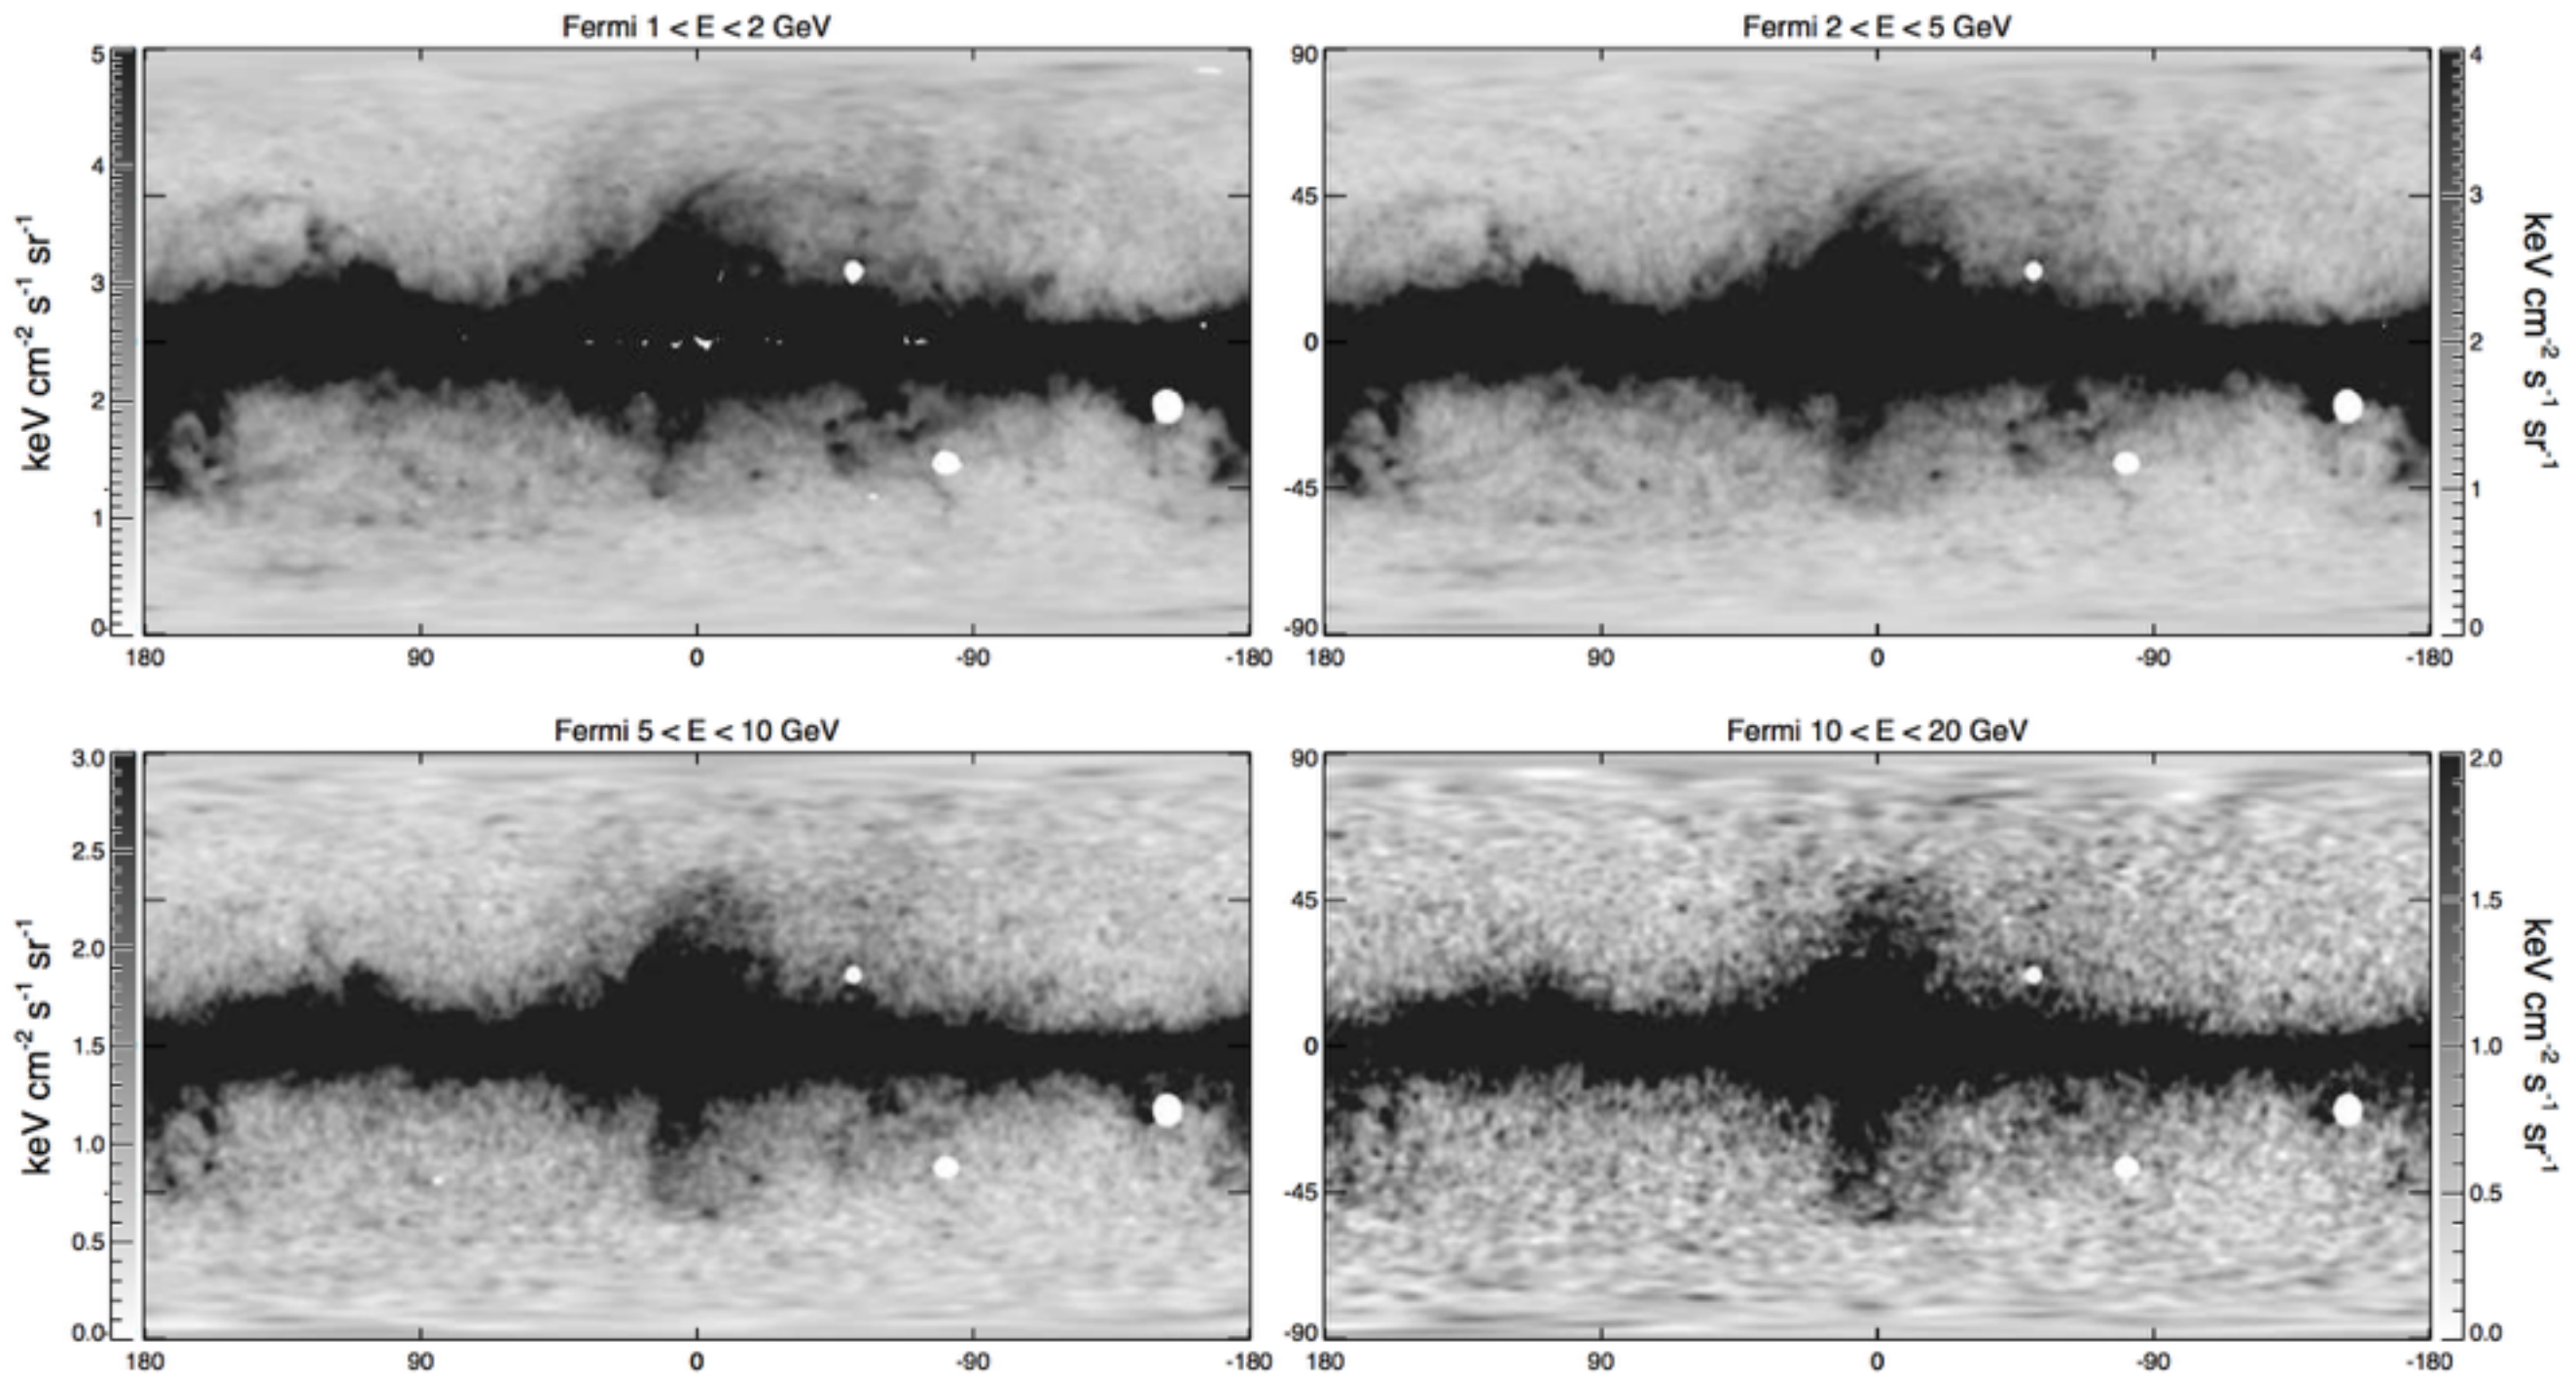 Fermi 1 < E < 2 GeV
5
4
3
2
1
0
keV cm-2 s-1 sr-1
180 90 0 -90 -180
Fermi 2 < E < 5 GeV
90
45
0
-45
-90
180 90 0 -90 -180
4
3
2
1
0
keV cm-2 s-1 sr-1
Fermi 5 < E < 10 GeV
3.0
2.5
2.0
1.5
1.0
0.5
0.0
keV cm-2 s-1 sr-1
180 90 0 -90 -180
Fermi 10 < E < 20 GeV
90
45
0
-45
-90
180 90 0 -90 -180
2.0
1.5
1.0
0.5
0.0
keV cm-2 s-1 sr-1